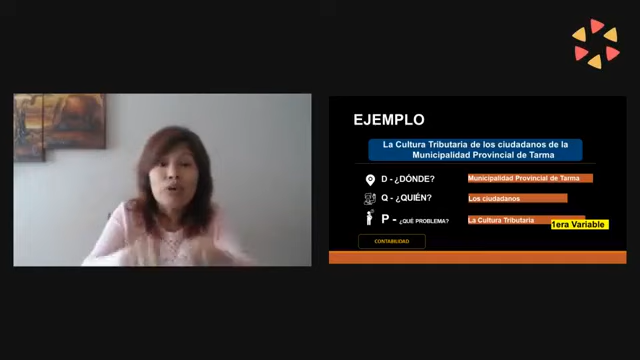 EJEMPLO
La Cultura Tributaria de los ciudadanos de la
Municipalidad Provincial de Tarma
D - ¿DÓNDE?
Municipalidad Provincial de Tarma
Q - ¿QUIÉN?
Los ciudadanos
P - ¿QUÉ PROBLEMA?
La Cultura Tributaria
1era Variable
CONTABILIDAD